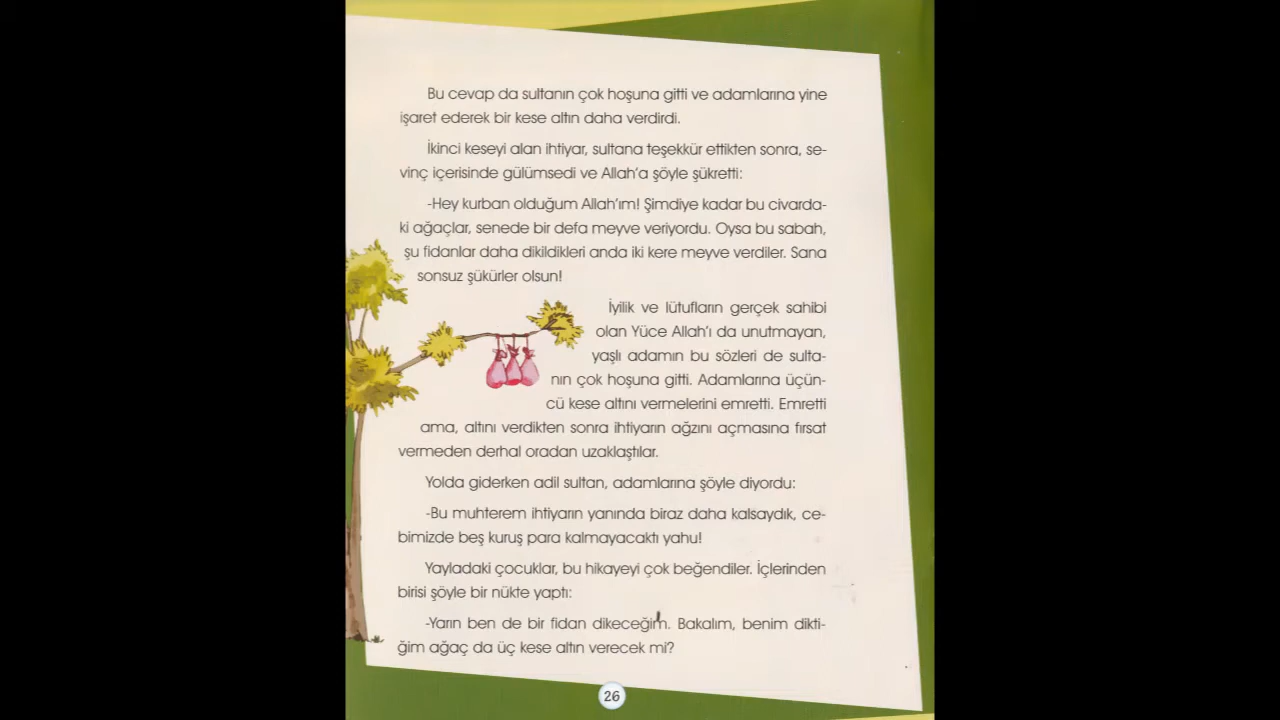 Bu cevap da sultanın çok hoşuna gitti ve adamlarına yine
işaret ederek bir kese altın daha verdirdi.
İkinci keseyi alan ihtiyar, sultana teşekkür ettikten sonra, se-
vinç içerisinde gülümsedi ve Allah'a şöyle şükretti:
-Hey kurban olduğum Allah'ım! Şimdiye kadar bu civarda-
ki ağaçlar, senede bir defa meyve veriyordu. Oysa bu sabah,
şu fidanlar daha dikildikleri anda iki kere meyve verdiler. Sana
sonsuz şükürler olsun!
İyilik ve lütufların gerçek sahibi
olan Yüce Allah'ı da unutmayan,
yaşlı adamın bu sözleri de sulta-
nın çok hoşuna gitti. Adamlarına üçün-
cü kese altını vermelerini emretti. Emretti
ama, altını verdikten sonra ihtiyarın ağzını açmasına fırsat
vermeden derhal oradan uzaklaştılar.
Yolda giderken adil sultan, adamlarına şöyle diyordu:
-Bu muhterem ihtiyarın yanında biraz daha kalsaydık, ce-
bimizde beş kuruş para kalmayacaktı yahu!
Yayladaki çocuklar, bu hikayeyi çok beğendiler. İçlerinden
birisi şöyle bir nükte yaptı:
-Yarın ben de bir fidan dikeceğim. Bakalım, benim dikti-
ğim ağaç da üç kese altın verecek mi?
26